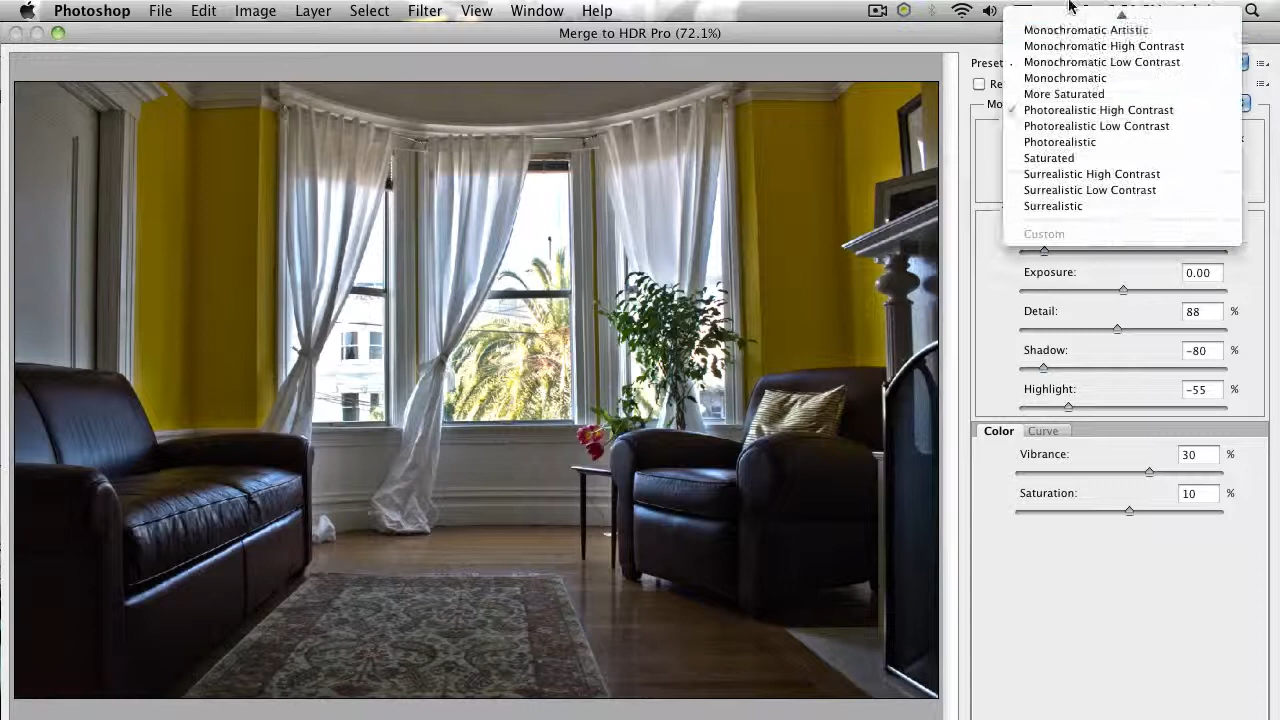 Photoshop File Edit Image Layer Select Filter View Window Help
Merge to HDR Pro (72.1%)
Preset
Re
Mo
Monochromatic Artistic
Monochromatic High Contrast
Monochromatic Low Contrast
Monochromatic
More Saturated
Photorealistic High Contrast
Photorealistic Low Contrast
Photorealistic
Saturated
Surrealistic High Contrast
Surrealistic Low Contrast
Surrealistic
Custom
Exposure: 0.00
Detail: 88 %
Shadow: -80 %
Highlight: -55 %
Color Curve
Vibrance: 30 %
Saturation: 10 %